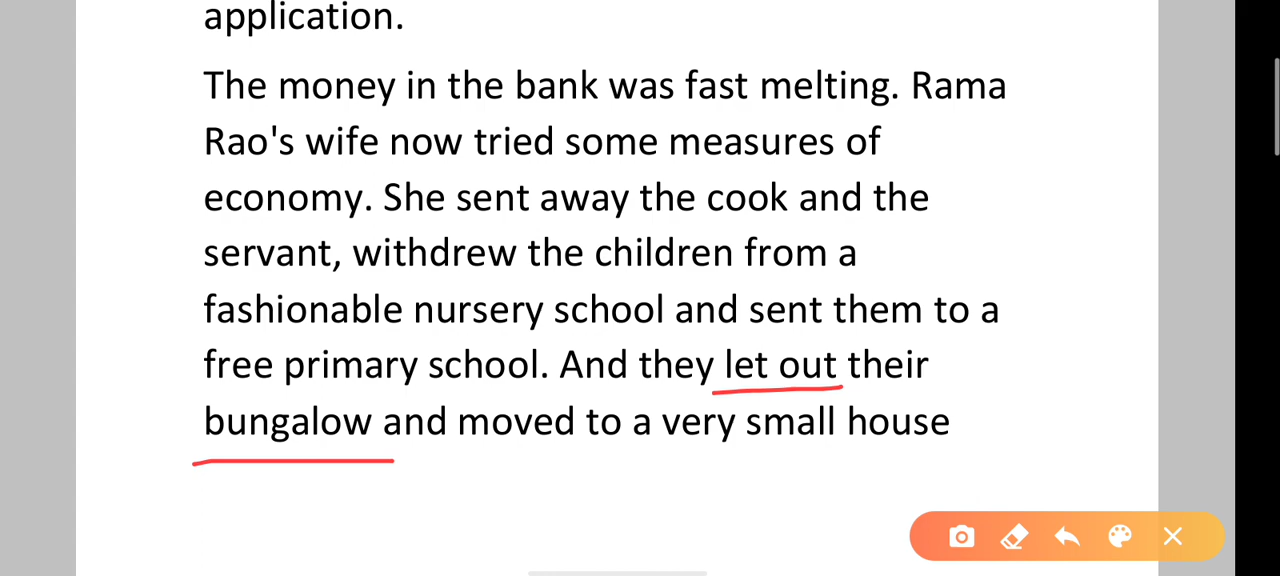 application.
The money in the bank was fast melting. Rama
Rao's wife now tried some measures of
economy. She sent away the cook and the
servant, withdrew the children from a
fashionable nursery school and sent them to a
free primary school. And they let out their
bungalow and moved to a very small house